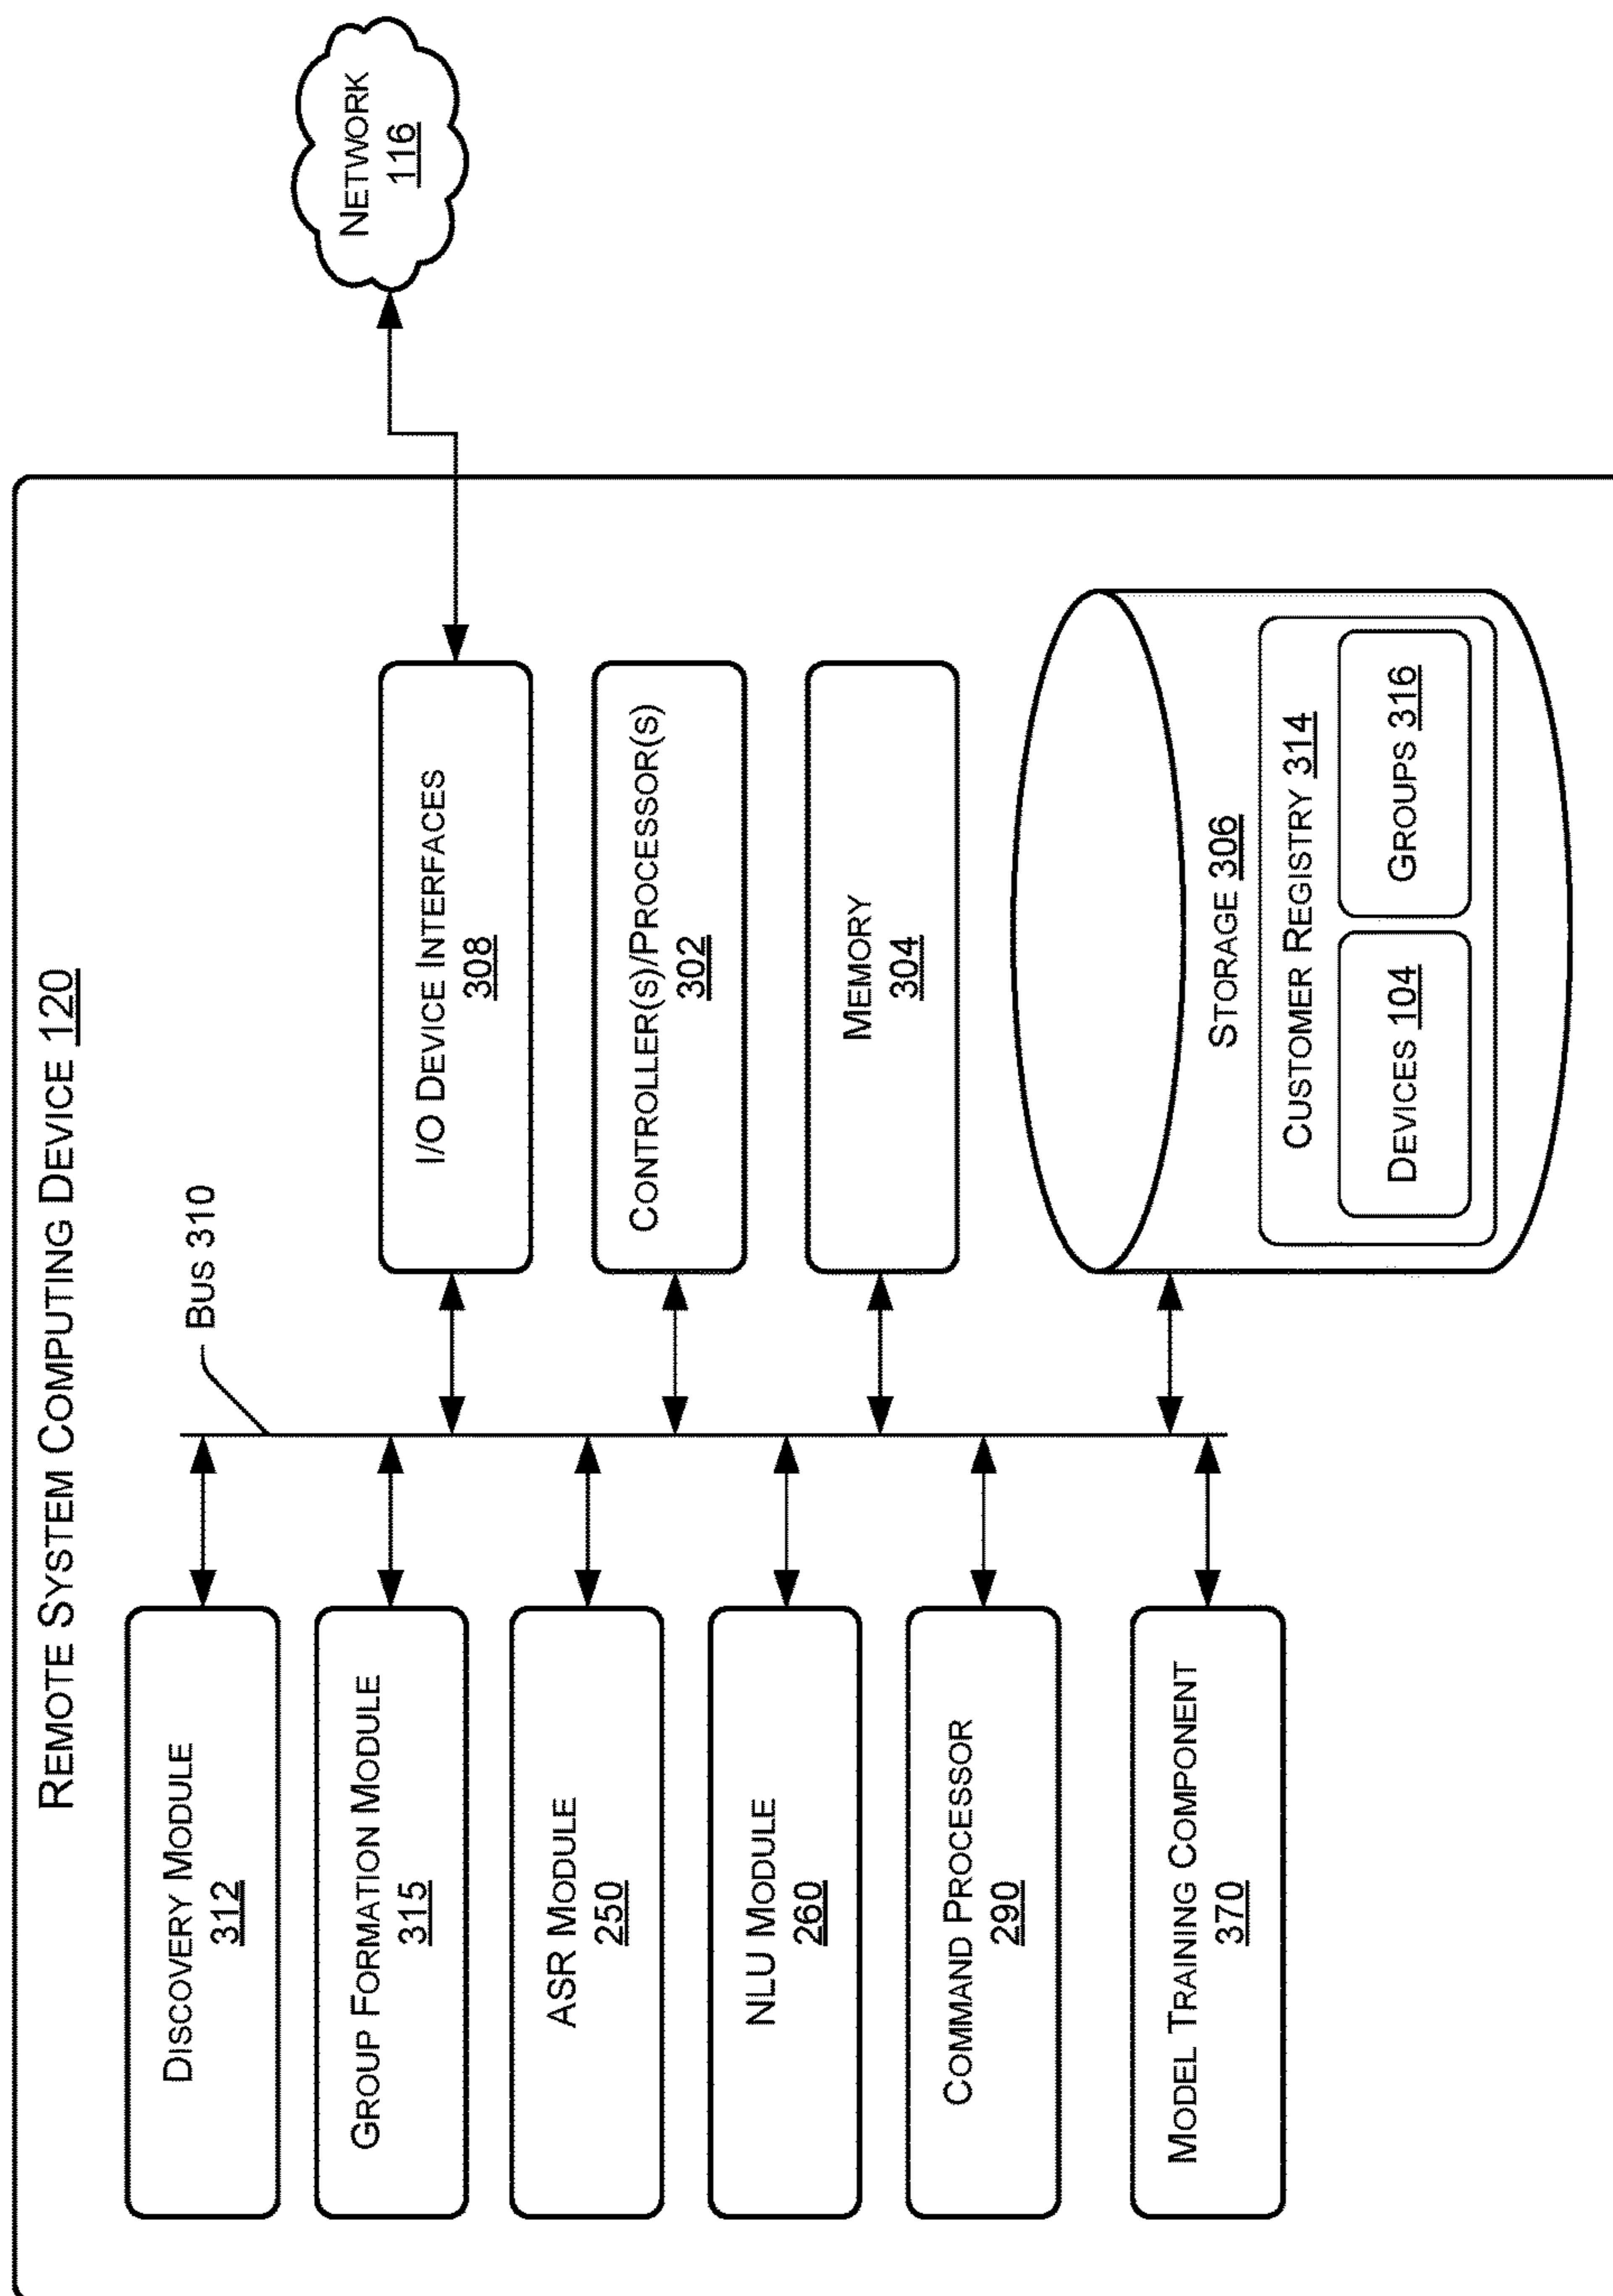 REMOTE SYSTEM COMPUTING DEVICE 120
BUS 310
DISCOVERY MODULE
312
GROUP FORMATION MODULE
315
ASR MODULE
250
NLU MODULE
260
COMMAND PROCESSOR
290
MODEL TRAINING COMPONENT
370
I/O DEVICE INTERFACES
308
CONTROLLER(S)/PROCESSOR(S)
302
MEMORY
304
STORAGE 306
CUSTOMER REGISTRY 314
DEVICES 104
GROUPS 316
NETWORK
116